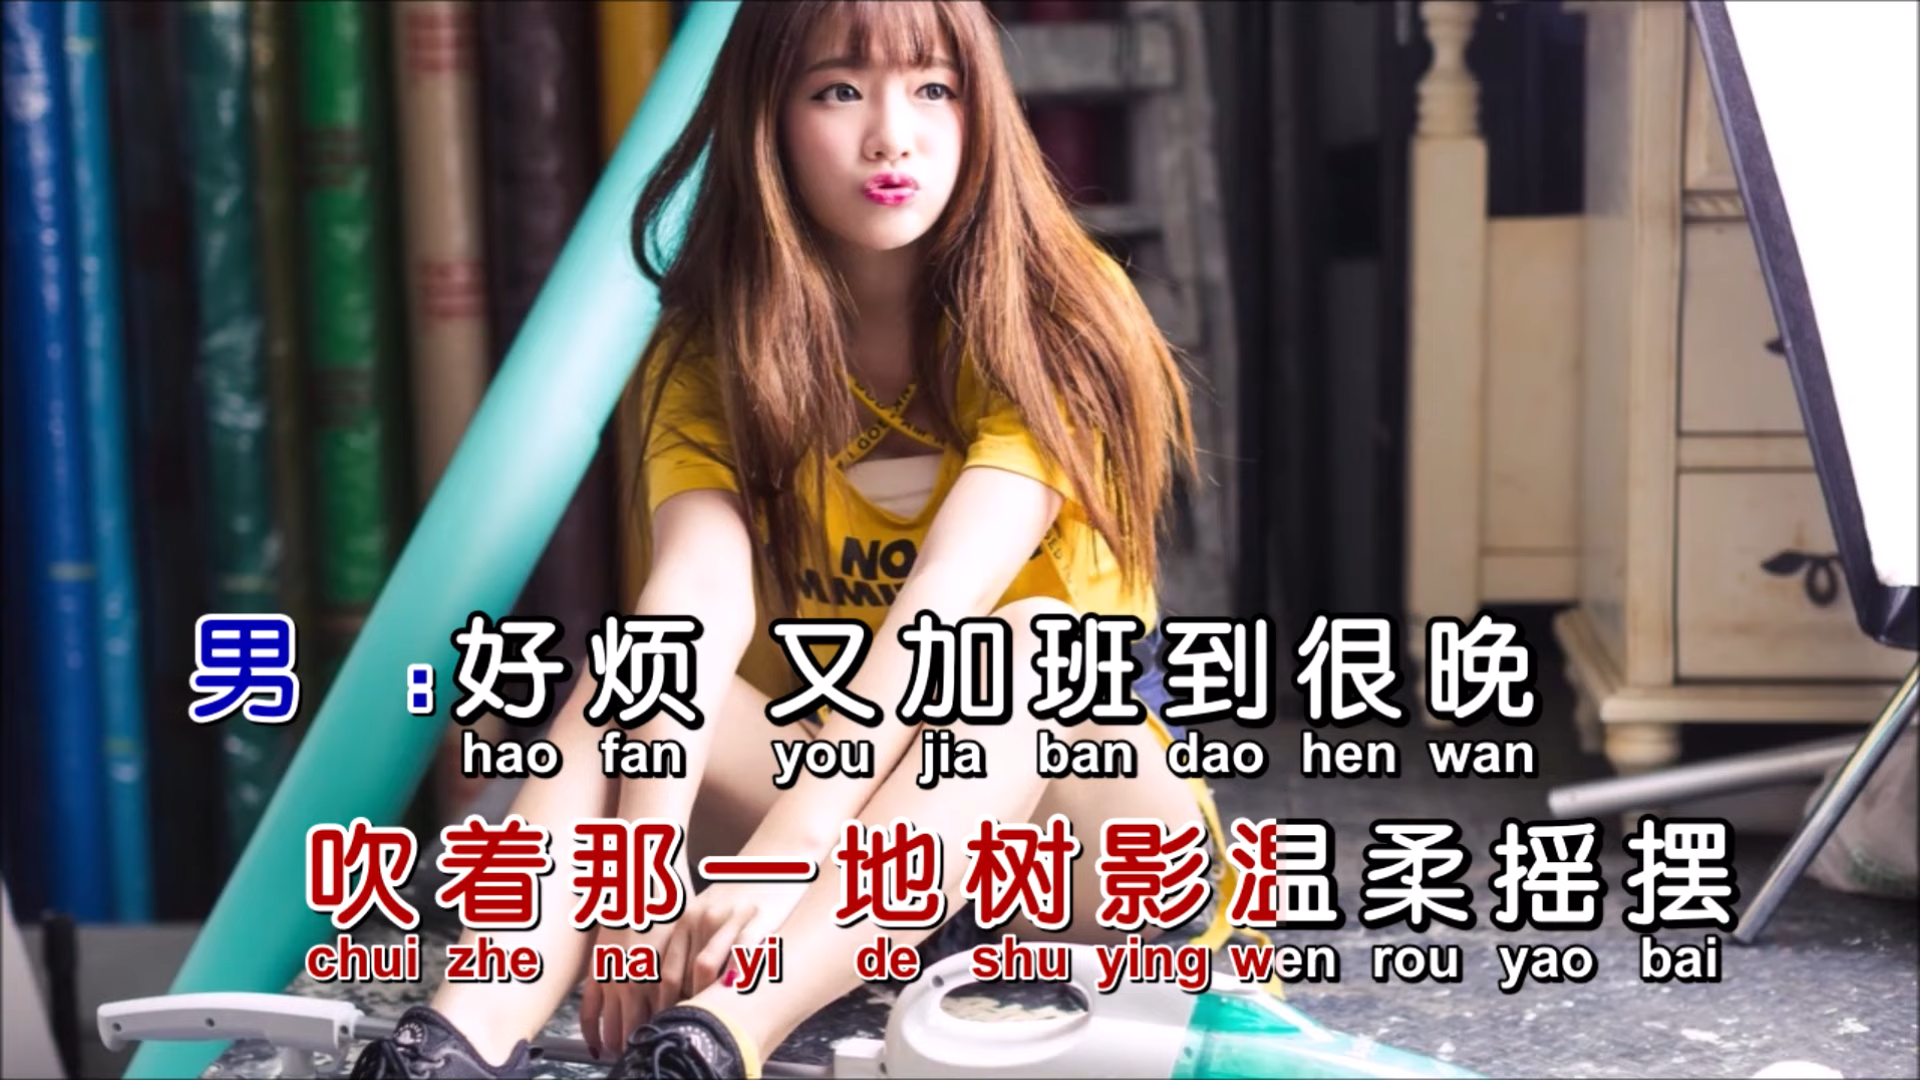 NO
男 :好烦 又加班到很晚
hao fan you jia ban dao hen wan
吹着那一地树影温柔摇摆
chui zhe na yi de shu ying wen rou yao bai